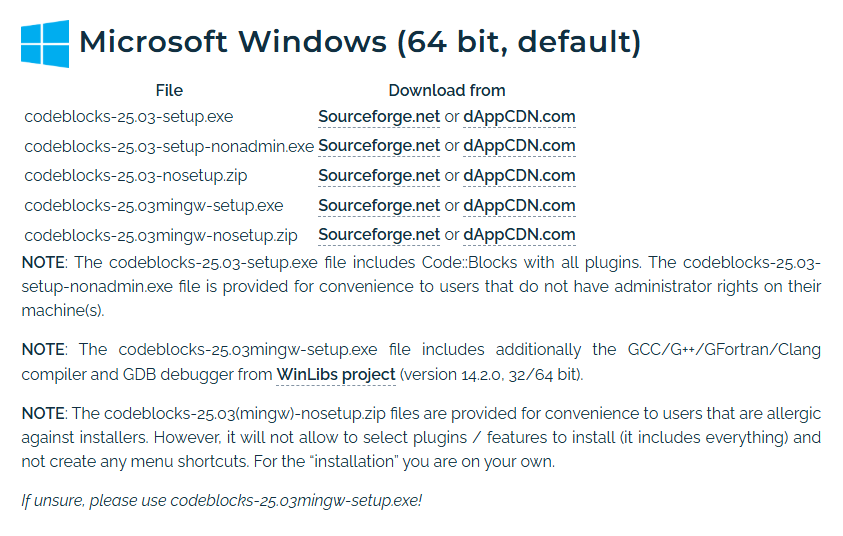 Microsoft Windows (64 bit, default)
File Download from
codeblocks-25.03-setup.exe Sourceforge.net or dAppCDN.com
codeblocks-25.03-setup-nonadmin.exe Sourceforge.net or dAppCDN.com
codeblocks-25.03-nosetup.zip Sourceforge.net or dAppCDN.com
codeblocks-25.03mingw-setup.exe Sourceforge.net or dAppCDN.com
codeblocks-25.03mingw-nosetup.zip Sourceforge.net or dAppCDN.com
NOTE: The codeblocks-25.03-setup.exe file includes Code::Blocks with all plugins. The codeblocks-25.03-
setup-nonadmin.exe file is provided for convenience to users that do not have administrator rights on their
machine(s).
NOTE: The codeblocks-25.03mingw-setup.exe file includes additionally the GCC/G++/GFortran/Clang
compiler and GDB debugger from WinLibs project (version 14.2.0, 32/64 bit).
NOTE: The codeblocks-25.03(mingw)-nosetup.zip files are provided for convenience to users that are allergic
against installers. However, it will not allow to select plugins / features to install (it includes everything) and
not create any menu shortcuts. For the “installation” you are on your own.
If unsure, please use codeblocks-25.03mingw-setup.exe!